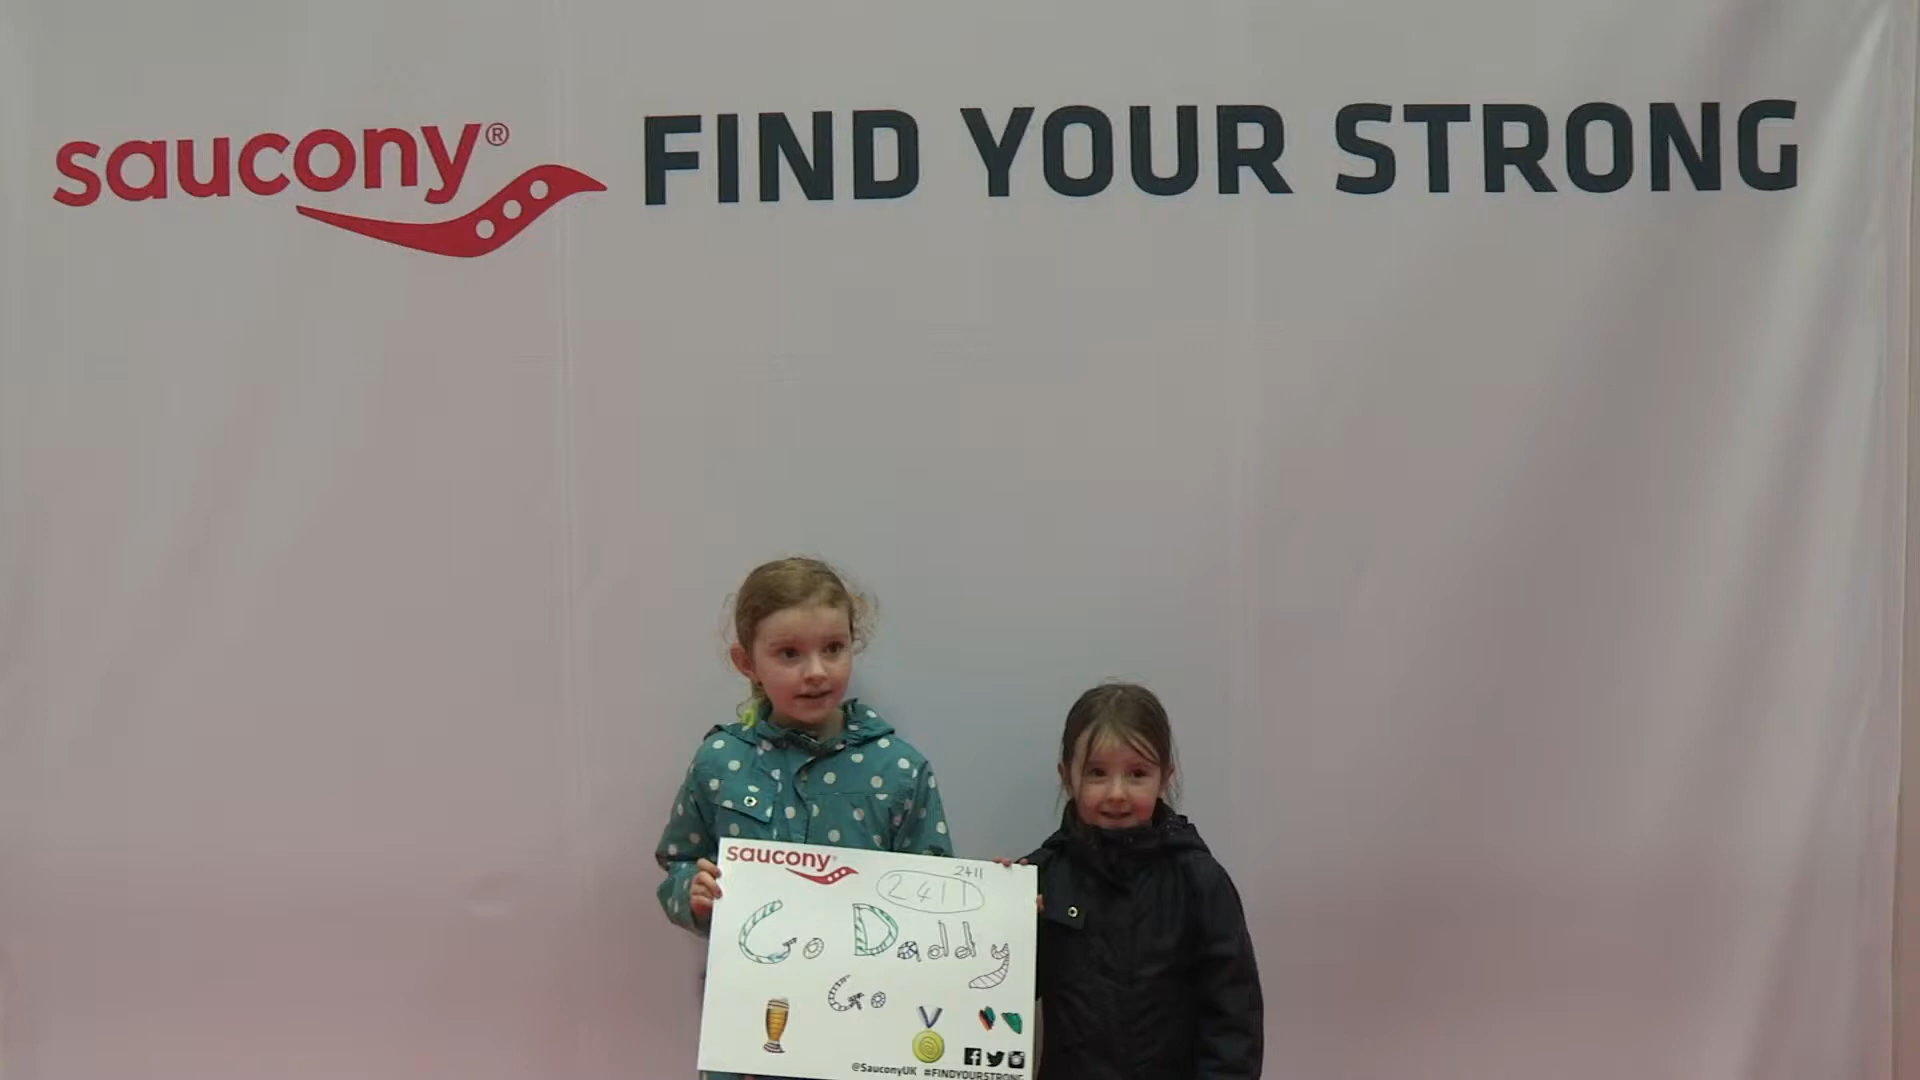 saucony® FIND YOUR STRONG
saucony®
2411
2411
Go Daddy
Go
@SauconyUK #FINDYOURSTRONG